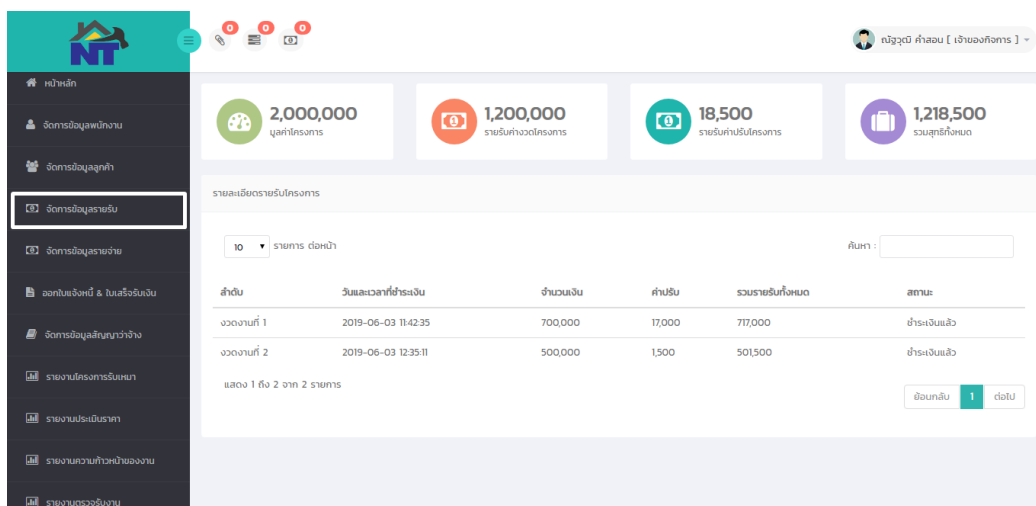 NT
0 0 0
ณัฐวุฒิ คำสอน [ เจ้าของกิจการ ]
หน้าหลัก
จัดการข้อมูลพนักงาน
จัดการข้อมูลลูกค้า
จัดการข้อมูลรายรับ
จัดการข้อมูลรายจ่าย
ออกใบแจ้งหนี้ & ใบเสร็จรับเงิน
จัดการข้อมูลสัญญาว่าจ้าง
รายงานโครงการรับเหมา
รายงานประเมินราคา
รายงานความก้าวหน้าของงาน
รายงานตรวจรับงาน
2,000,000
มูลค่าโครงการ
1,200,000
รายรับค่างวดโครงการ
18,500
รายรับค่าปรับโครงการ
1,218,500
รวมสุทธิทั้งหมด
รายละเอียดรายรับโครงการ
10 รายการ ต่อหน้า
ค้นหา :
ลำดับ วันและเวลาที่ชำระเงิน จำนวนเงิน ค่าปรับ รวมรายรับทั้งหมด สถานะ
งวดงานที่ 1 2019-06-03 11:42:35 700,000 17,000 717,000 ชำระเงินแล้ว
งวดงานที่ 2 2019-06-03 12:35:11 500,000 1,500 501,500 ชำระเงินแล้ว
แสดง 1 ถึง 2 จาก 2 รายการ
ย้อนกลับ 1 ต่อไป